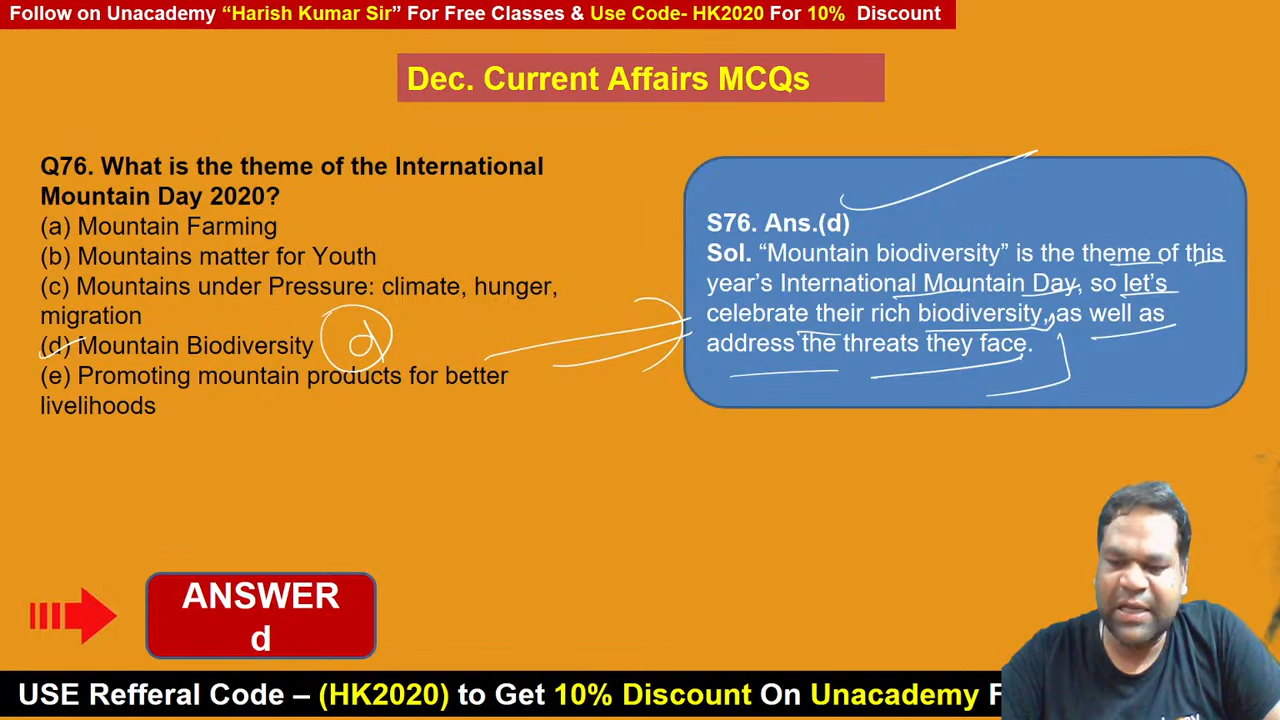 Follow on Unacademy “Harish Kumar Sir” For Free Classes & Use Code- HK2020 For 10% Discount
Dec. Current Affairs MCQs
Q76. What is the theme of the International
Mountain Day 2020?
(a) Mountain Farming
(b) Mountains matter for Youth
(c) Mountains under Pressure: climate, hunger,
migration
(d) Mountain Biodiversity
d
(e) Promoting mountain products for better
livelihoods
S76. Ans.(d)
Sol. “Mountain biodiversity” is the theme of this
year’s International Mountain Day, so let’s
celebrate their rich biodiversity, as well as
address the threats they face.
ANSWER
d
USE Refferal Code – (HK2020) to Get 10% Discount On Unacademy F